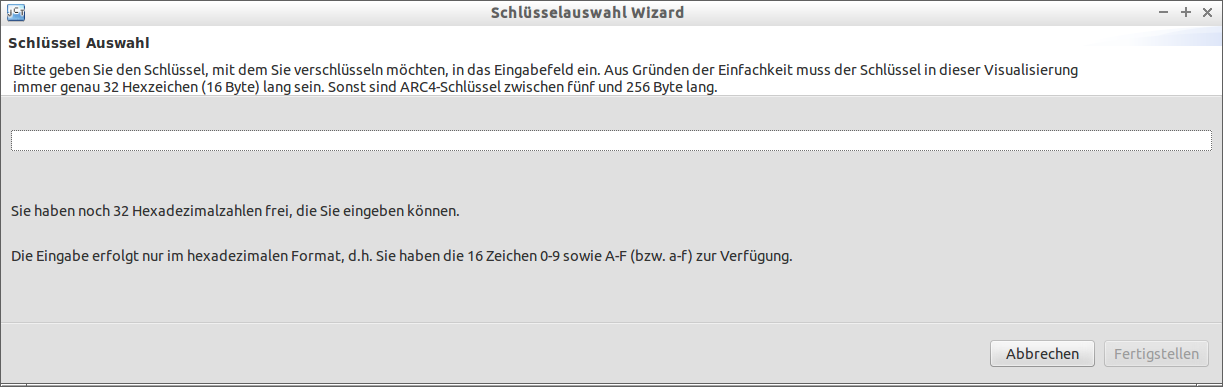 JCT
Schlüsselauswahl Wizard
Schlüssel Auswahl
Bitte geben Sie den Schlüssel, mit dem Sie verschlüsseln möchten, in das Eingabefeld ein. Aus Gründen der Einfachkeit muss der Schlüssel in dieser Visualisierung
immer genau 32 Hexzeichen (16 Byte) lang sein. Sonst sind ARC4-Schlüssel zwischen fünf und 256 Byte lang.
Sie haben noch 32 Hexadezimalzahlen frei, die Sie eingeben können.
Die Eingabe erfolgt nur im hexadezimalen Format, d.h. Sie haben die 16 Zeichen 0-9 sowie A-F (bzw. a-f) zur Verfügung.
Abbrechen Fertigstellen